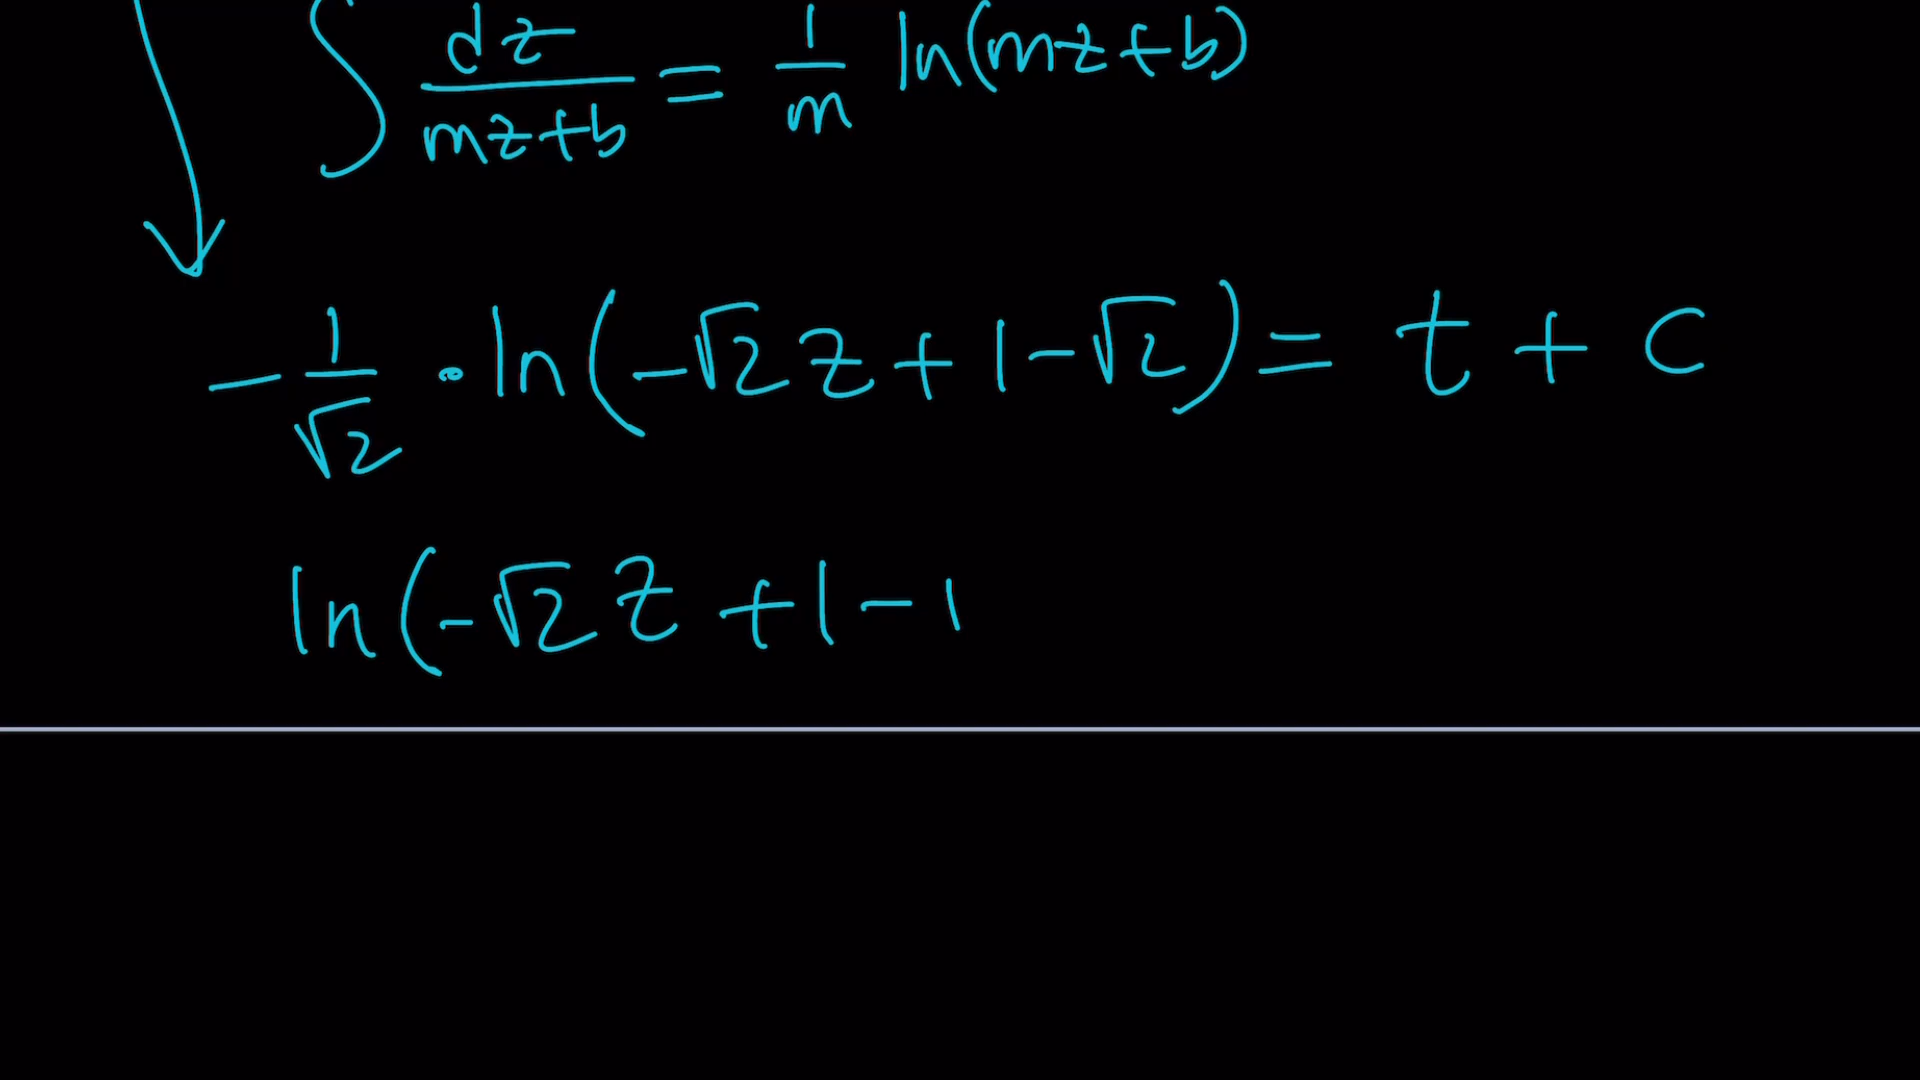 ∫ dz/(mz+b) = 1/m ln(mz+b)
-1/√2 · ln(-√2 z + 1 - √2) = t + c
ln(-√2 z + 1 - 1